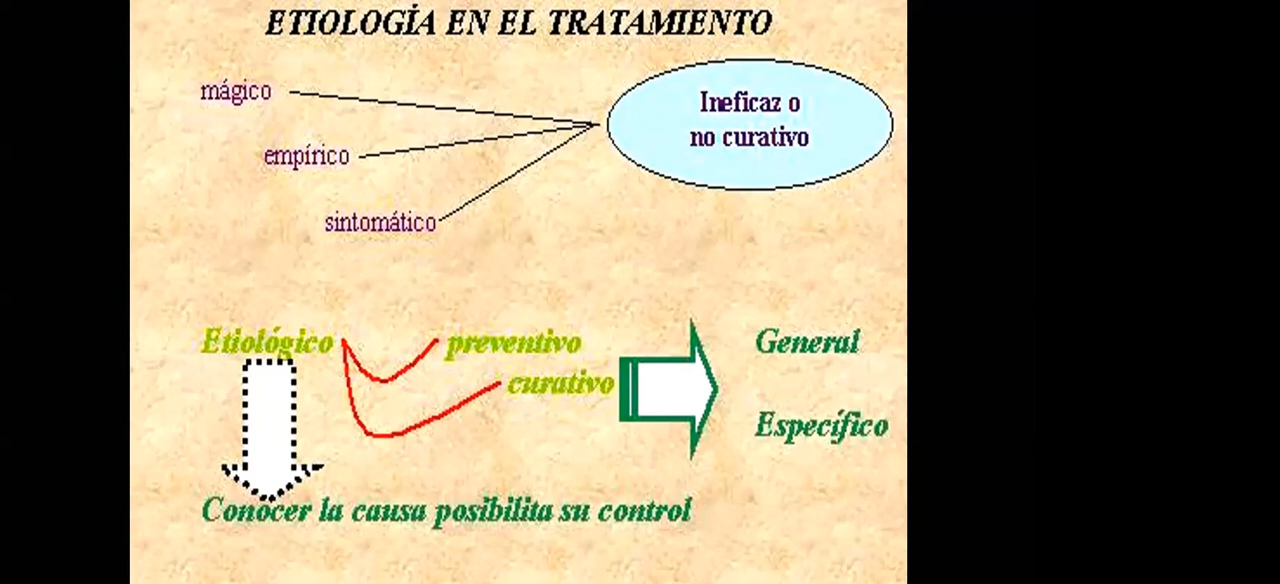 ETIOLOGÍA EN EL TRATAMIENTO
mágico
Ineficaz o
no curativo
empírico
sintomático
Etiológico
preventivo
curativo
General
Específico
Conocer la causa posibilita su control